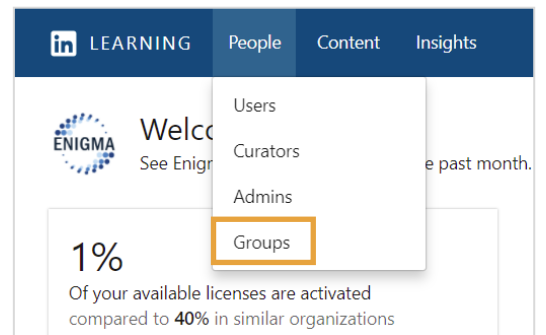 in LEARNING People Content Insights
Users
Curators
Admins
Groups
ENIGMA
Welc
See Enig e past month.
1%
Of your available licenses are activated
compared to 40% in similar organizations